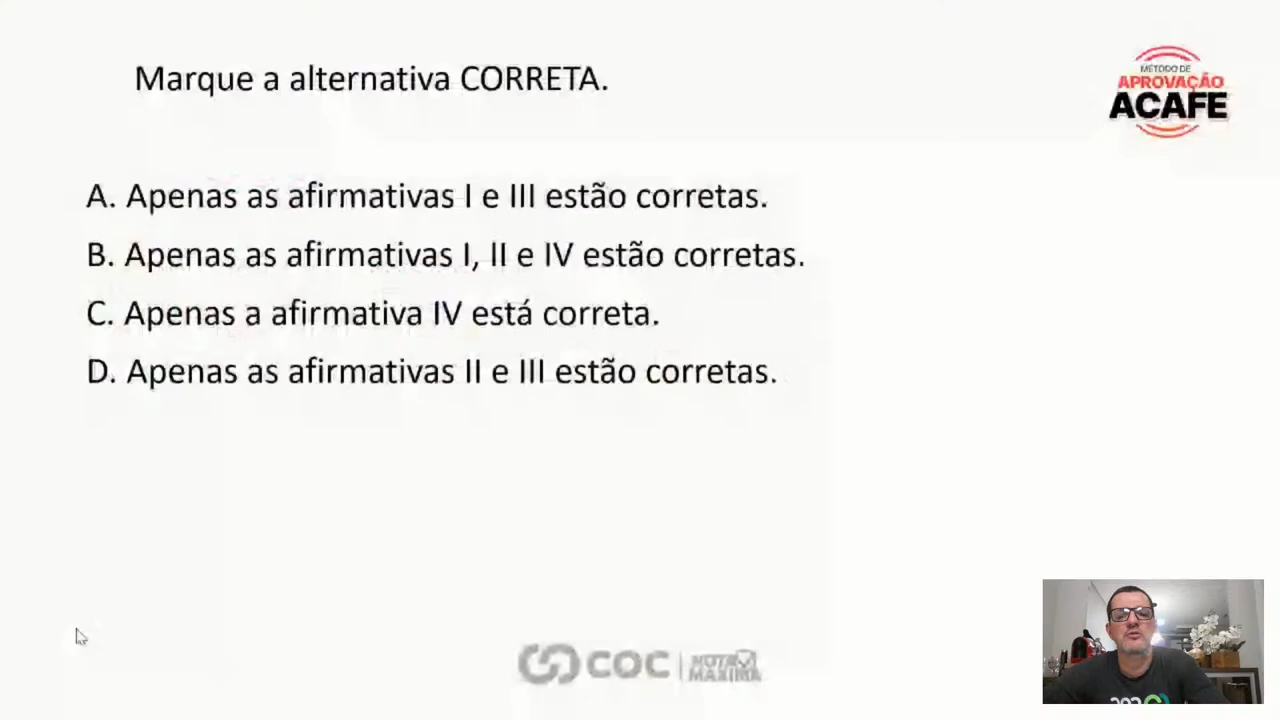 Marque a alternativa CORRETA.
MÉTODO DE
APROVAÇÃO
ACAFE
A. Apenas as afirmativas I e III estão corretas.
B. Apenas as afirmativas I, II e IV estão corretas.
C. Apenas a afirmativa IV está correta.
D. Apenas as afirmativas II e III estão corretas.
COC
NOTA
MÁXIMA